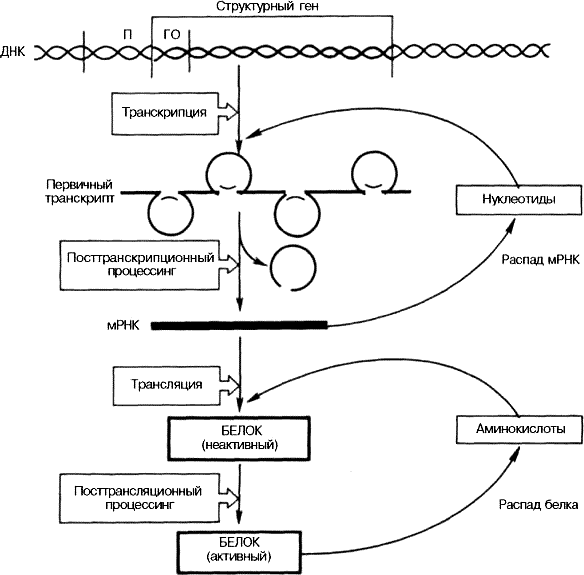 Структурный ген
П
ГО
ДНК
Транскрипция
Первичный
транскрипт
Нуклеотиды
Посттранскрипционный
процессинг
Распад мРНК
мРНК
Трансляция
БЕЛОК
(неактивный)
Аминокислоты
Посттрансляционный
процессинг
Распад белка
БЕЛОК
(активный)